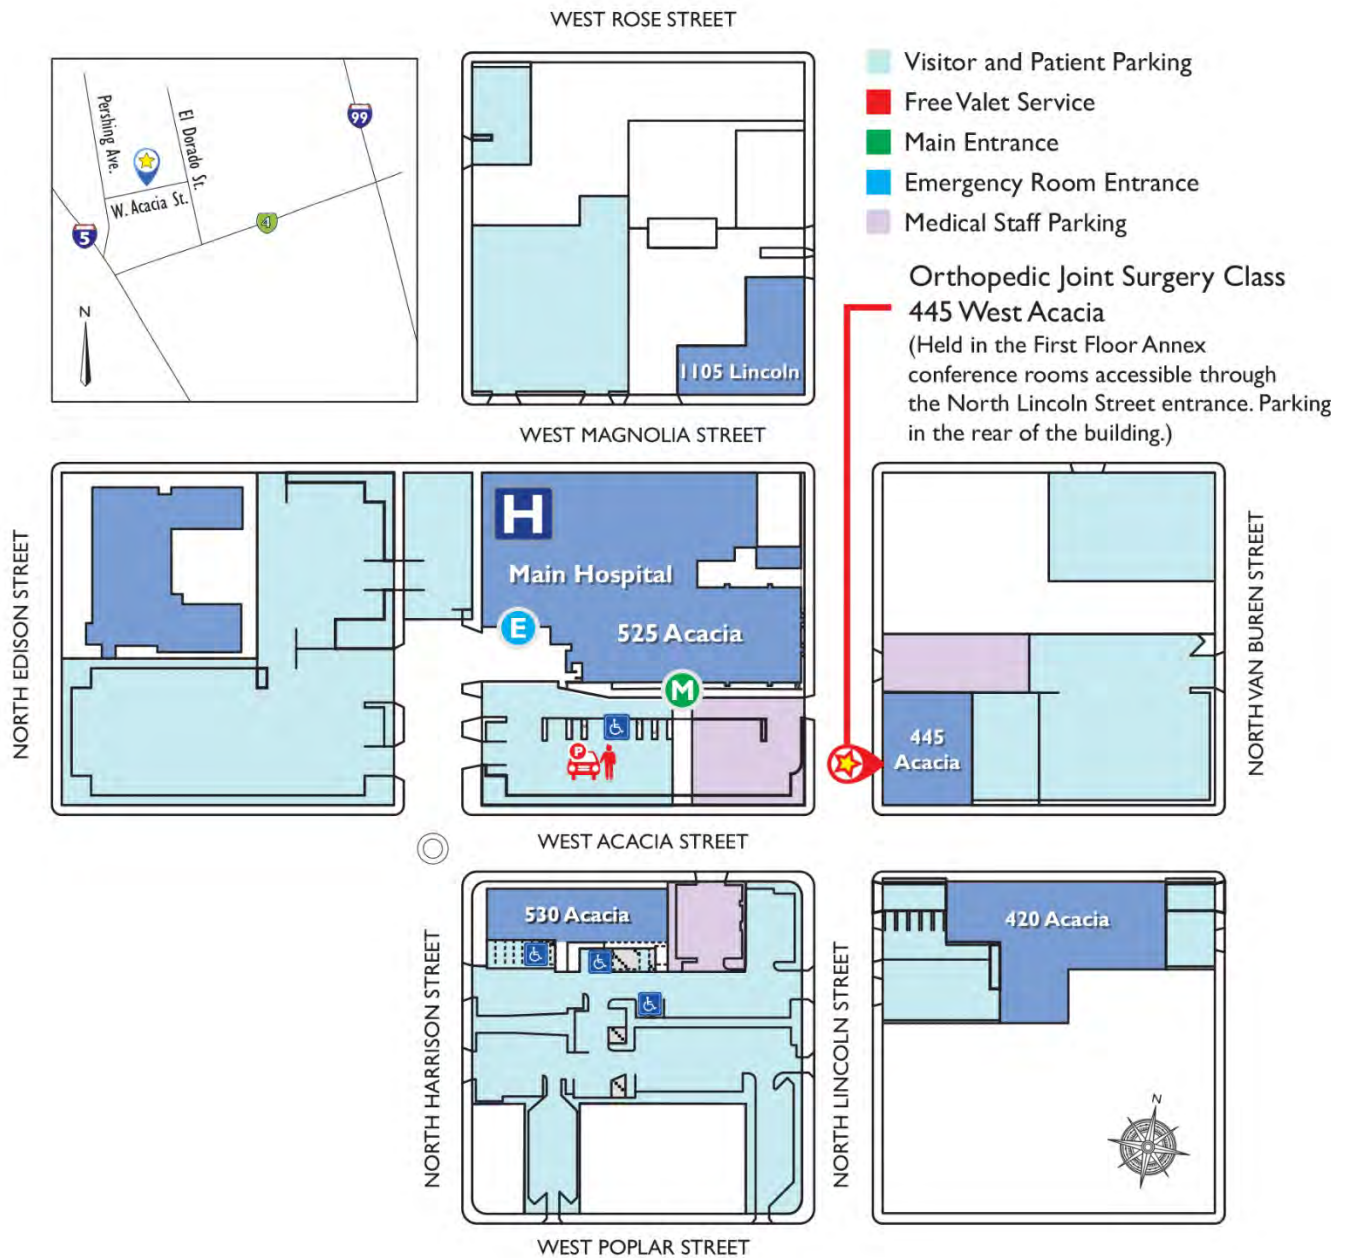 WEST ROSE STREET
Pershing Ave.
El Dorado St.
99
W. Acacia St.
5
4
N
Visitor and Patient Parking
Free Valet Service
Main Entrance
Emergency Room Entrance
Medical Staff Parking
Orthopedic Joint Surgery Class
445 West Acacia
(Held in the First Floor Annex
conference rooms accessible through
the North Lincoln Street entrance. Parking
in the rear of the building.)
1105 Lincoln
WEST MAGNOLIA STREET
NORTH EDISON STREET
H
Main Hospital
E
525 Acacia
M
P
445
Acacia
NORTH VAN BUREN STREET
WEST ACACIA STREET
NORTH HARRISON STREET
530 Acacia
NORTH LINCOLN STREET
420 Acacia
N
WEST POPLAR STREET